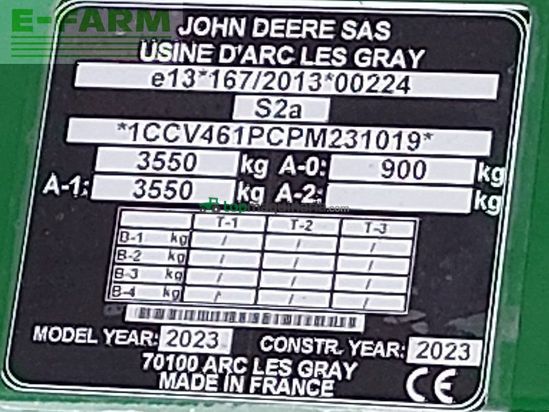 E-FARM
JOHN DEERE SAS
USINE D'ARC LES GRAY
e13*167/2013*00224
S2a
*1CCV461PCPM231019*
3550 kg A-0: 900 kg
A-1: 3550 kg A-2: kg
T-1 T-2 T-3
B-1 kg / / /
B-2 kg / / /
B-3 kg / / /
B-4 kg / / /
MODEL YEAR: 2023 CONSTR. YEAR: 2023
70100 ARC LES GRAY
MADE IN FRANCE
CE